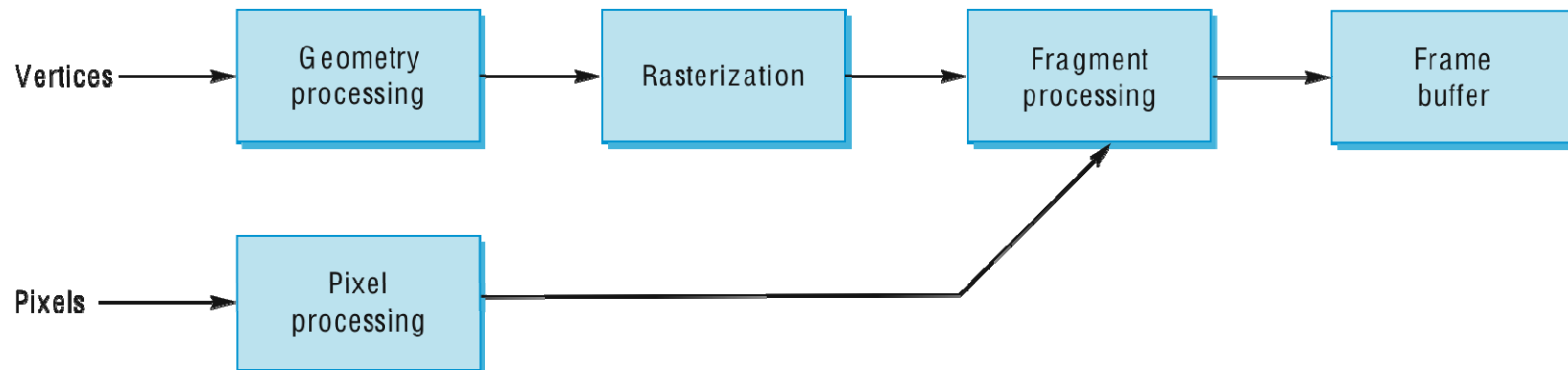 Vertices
Geometry
processing
Rasterization
Fragment
processing
Frame
buffer
Pixels
Pixel
processing